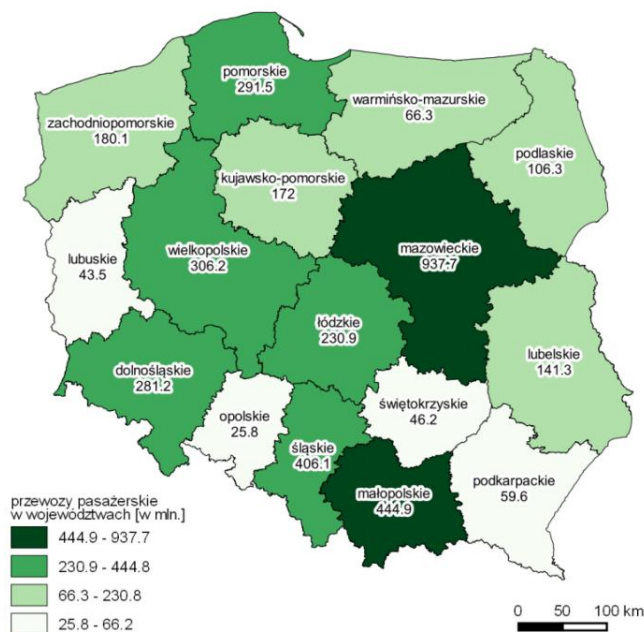 pomorskie
291.5
warmińsko-mazurskie
66.3
zachodniopomorskie
180.1
podlaskie
106.3
kujawsko-pomorskie
172
mazowieckie
937.7
wielkopolskie
306.2
lubuskie
43.5
łódzkie
230.9
lubelskie
141.3
dolnośląskie
281.2
opolskie
25.8
świętokrzyskie
46.2
śląskie
406.1
podkarpackie
59.6
małopolskie
444.9
przewozy pasażerskie
w województwach [w mln.]
444.9 - 937.7
230.9 - 444.8
66.3 - 230.8
25.8 - 66.2
0 50 100 km